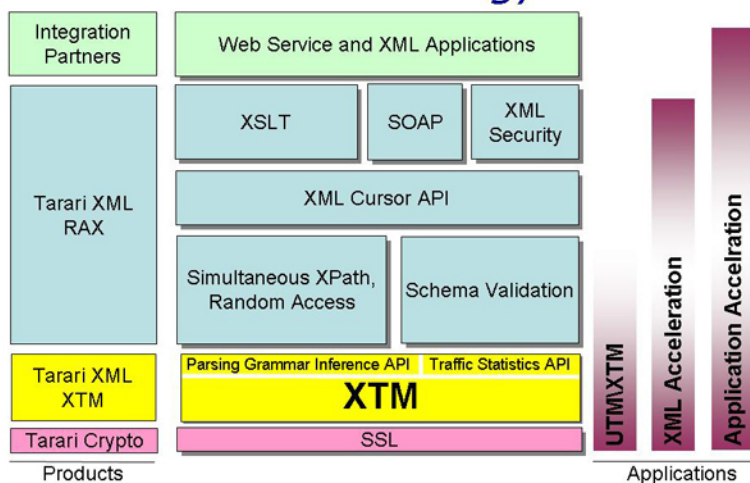 Integration
Partners
Web Service and XML Applications
Tarari XML
RAX
XSLT
SOAP
XML
Security
XML Cursor API
Simultaneous XPath,
Random Access
Schema Validation
Tarari XML
XTM
Parsing Grammar Inference API
Traffic Statistics API
XTM
Tarari Crypto
SSL
Products
UTM\XTM
XML Acceleration
Application Accelration
Applications